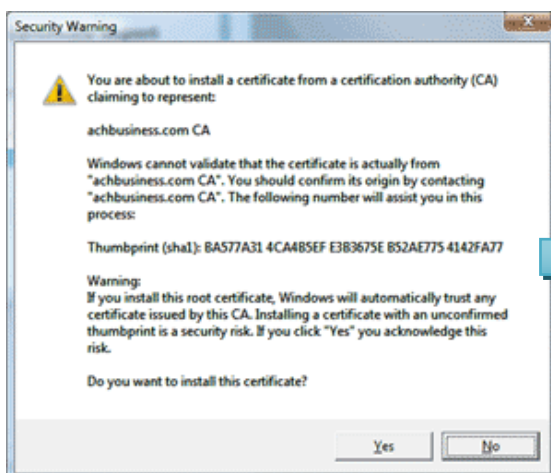 Security Warning
You are about to install a certificate from a certification authority (CA)
claiming to represent:
achbusiness.com CA
Windows cannot validate that the certificate is actually from
"achbusiness.com CA". You should confirm its origin by contacting
"achbusiness.com CA". The following number will assist you in this
process:
Thumbprint (sha1): BA577A31 4CA4B5EF E3B3675E B52AE775 4142FA77
Warning:
If you install this root certificate, Windows will automatically trust any
certificate issued by this CA. Installing a certificate with an unconfirmed
thumbprint is a security risk. If you click "Yes" you acknowledge this
risk.
Do you want to install this certificate?
Yes
No